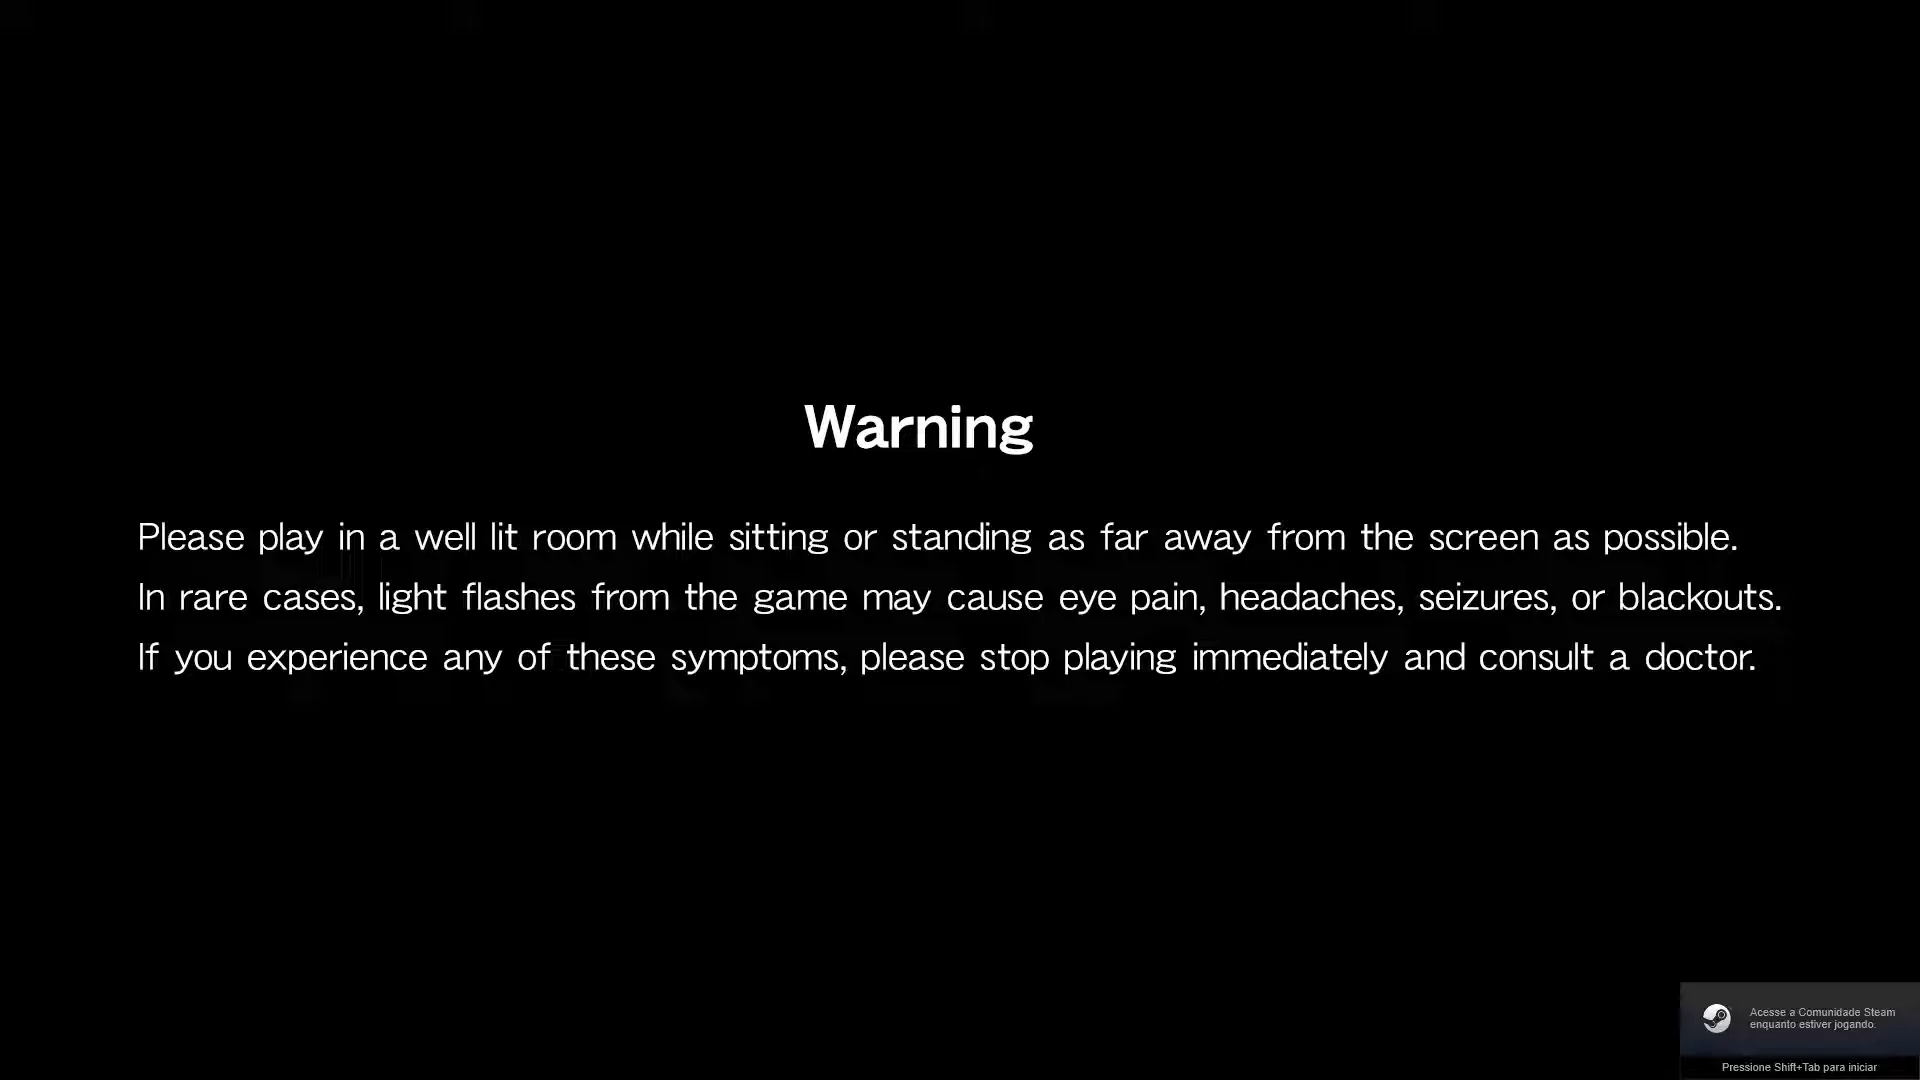 Warning
Please play in a well lit room while sitting or standing as far away from the screen as possible.
In rare cases, light flashes from the game may cause eye pain, headaches, seizures, or blackouts.
If you experience any of these symptoms, please stop playing immediately and consult a doctor.
Acesse a Comunidade Steam
enquanto estiver jogando.
Pressione Shift+Tab para iniciar